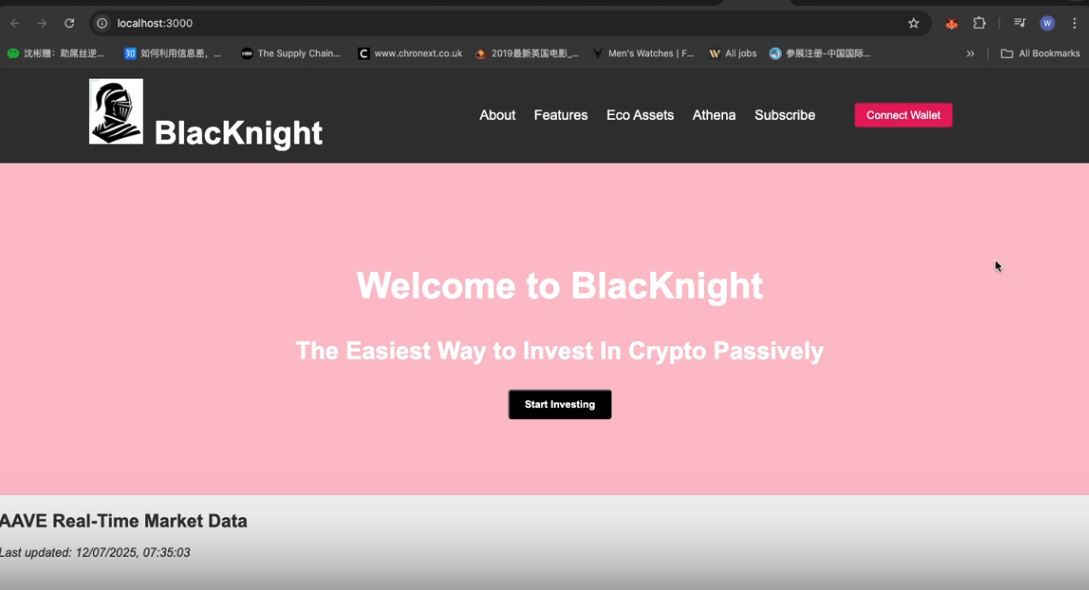 localhost:3000
W
沈彬赠：助屌丝逆... 知 如何利用信息差，... The Supply Chain... C www.chronext.co.uk 2019最新英国电影_... Men's Watches | F... W All jobs 参展注册-中国国际... » All Bookmarks
BlacKnight
About Features Eco Assets Athena Subscribe Connect Wallet
Welcome to BlacKnight
The Easiest Way to Invest In Crypto Passively
Start Investing
AAVE Real-Time Market Data
Last updated: 12/07/2025, 07:35:03